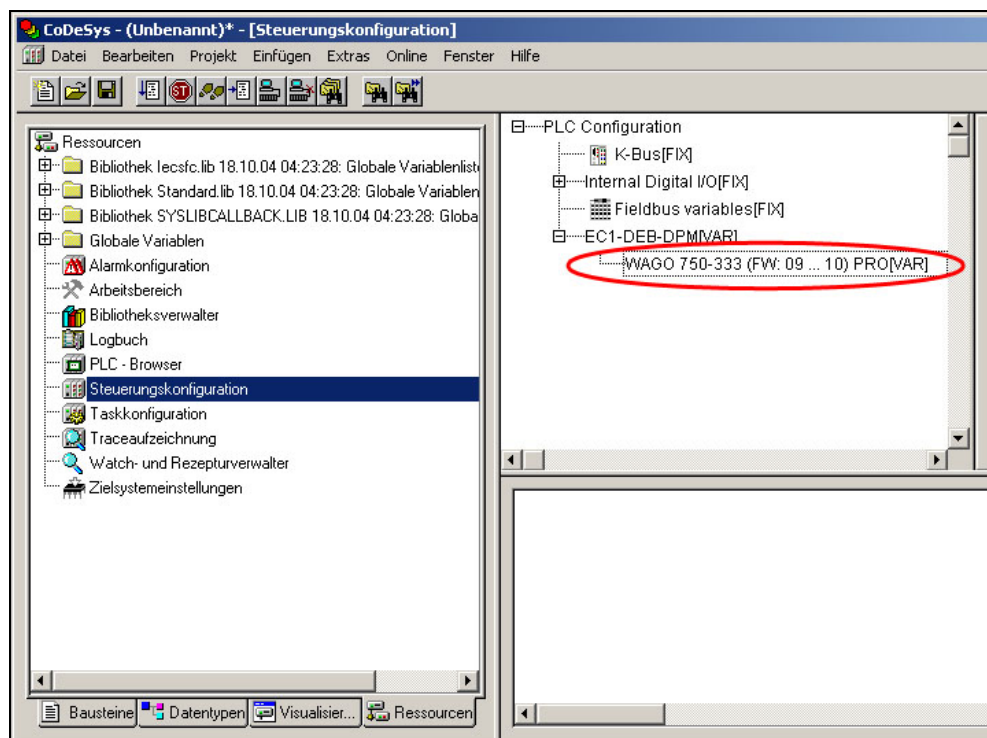 CoDeSys - (Unbenannt)* - [Steuerungskonfiguration]
Datei Bearbeiten Projekt Einfügen Extras Online Fenster Hilfe
ST
Ressourcen
Bibliothek Iecsfc.lib 18.10.04 04:23:28: Globale Variablenlist
Bibliothek Standard.lib 18.10.04 04:23:28: Globale Variablen
Bibliothek SYSLIBCALLBACK.LIB 18.10.04 04:23:28: Globa
Globale Variablen
Alarmkonfiguration
Arbeitsbereich
Bibliotheksverwalter
Logbuch
PLC - Browser
Steuerungskonfiguration
Taskkonfiguration
Traceaufzeichnung
Watch- und Rezepturverwalter
Zielsystemeinstellungen
Bausteine Datentypen Visualisier... Ressourcen
PLC Configuration
K-Bus[FIX]
Internal Digital I/O[FIX]
Fieldbus variables[FIX]
EC1-DEB-DPM[VAR]
WAGO 750-333 (FW: 09 ... 10) PRO[VAR]